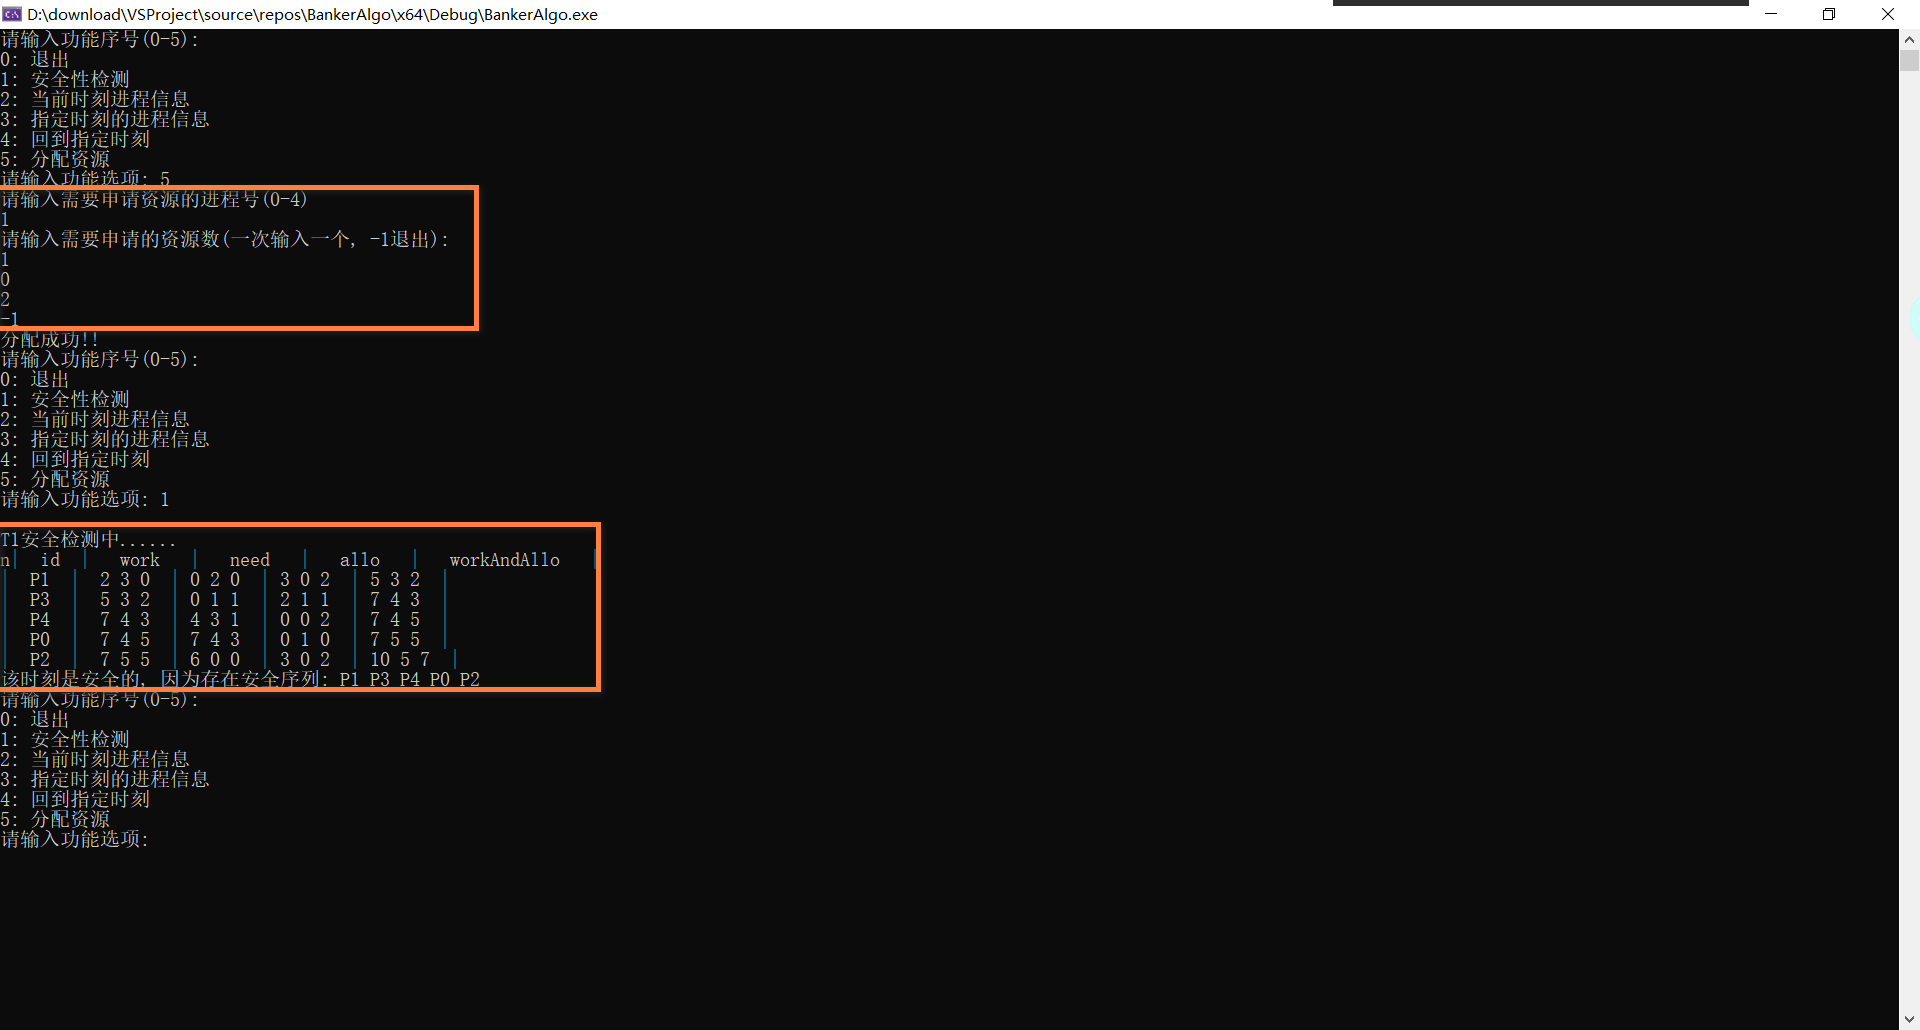 D:\download\VSProject\source\repos\BankerAlgo\x64\Debug\BankerAlgo.exe
请输入功能序号(0-5):
0: 退出
1: 安全性检测
2: 当前时刻进程信息
3: 指定时刻的进程信息
4: 回到指定时刻
5: 分配资源
请输入功能选项: 5
请输入需要申请资源的进程号(0-4)
1
请输入需要申请的资源数(一次输入一个, -1退出):
1
0
2
-1
分配成功!!
请输入功能序号(0-5):
0: 退出
1: 安全性检测
2: 当前时刻进程信息
3: 指定时刻的进程信息
4: 回到指定时刻
5: 分配资源
请输入功能选项: 1
T1安全检测中......
n| id | work | need | allo | workAndAllo |
| P1 | 2 3 0 | 0 2 0 | 3 0 2 | 5 3 2 |
| P3 | 5 3 2 | 0 1 1 | 2 1 1 | 7 4 3 |
| P4 | 7 4 3 | 4 3 1 | 0 0 2 | 7 4 5 |
| P0 | 7 4 5 | 7 4 3 | 0 1 0 | 7 5 5 |
| P2 | 7 5 5 | 6 0 0 | 3 0 2 | 10 5 7 |
该时刻是安全的, 因为存在安全序列: P1 P3 P4 P0 P2
请输入功能序号(0-5):
0: 退出
1: 安全性检测
2: 当前时刻进程信息
3: 指定时刻的进程信息
4: 回到指定时刻
5: 分配资源
请输入功能选项: